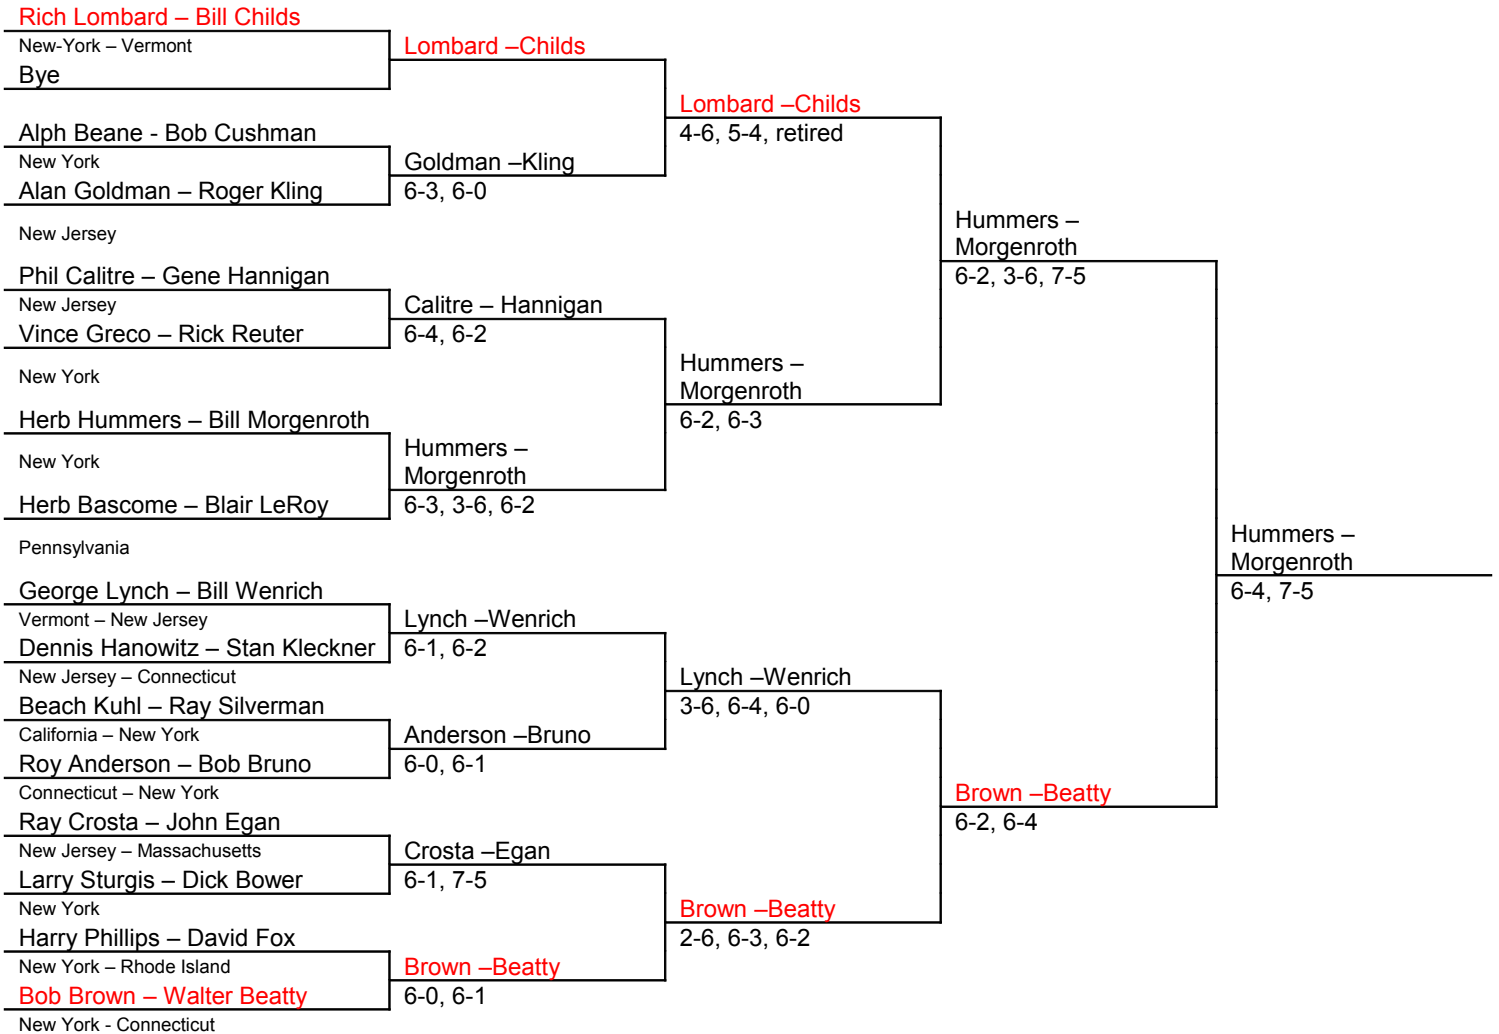 Rich Lombard – Bill Childs
New-York – Vermont
Bye
Alph Beane - Bob Cushman
New York
Alan Goldman – Roger Kling
New Jersey
Phil Calitre – Gene Hannigan
New Jersey
Vince Greco – Rick Reuter
New York
Herb Hummers – Bill Morgenroth
New York
Herb Bascome – Blair LeRoy
Pennsylvania
George Lynch – Bill Wenrich
Vermont – New Jersey
Dennis Hanowitz – Stan Kleckner
New Jersey – Connecticut
Beach Kuhl – Ray Silverman
California – New York
Roy Anderson – Bob Bruno
Connecticut – New York
Ray Crosta – John Egan
New Jersey – Massachusetts
Larry Sturgis – Dick Bower
New York
Harry Phillips – David Fox
New York – Rhode Island
Bob Brown – Walter Beatty
New York - Connecticut
Lombard –Childs
Goldman –Kling
6-3, 6-0
Calitre – Hannigan
6-4, 6-2
Hummers –
Morgenroth
6-3, 3-6, 6-2
Lynch –Wenrich
6-1, 6-2
Anderson –Bruno
6-0, 6-1
Crosta –Egan
6-1, 7-5
Brown –Beatty
6-0, 6-1
Lombard –Childs
4-6, 5-4, retired
Hummers –
Morgenroth
6-2, 6-3
Lynch –Wenrich
3-6, 6-4, 6-0
Brown –Beatty
2-6, 6-3, 6-2
Hummers –
Morgenroth
6-2, 3-6, 7-5
Brown –Beatty
6-2, 6-4
Hummers –
Morgenroth
6-4, 7-5